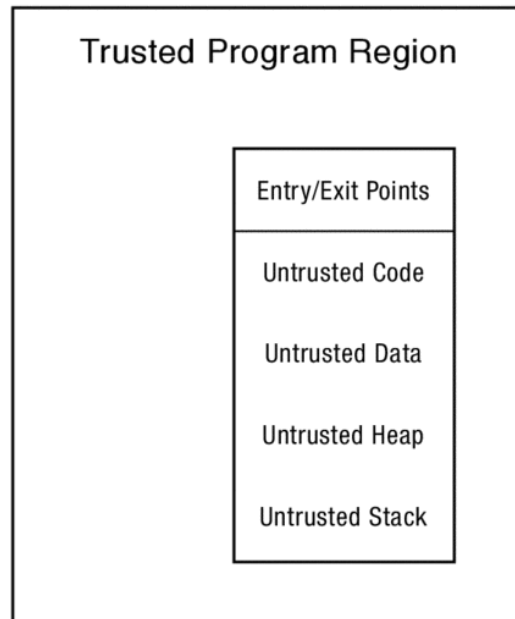 Trusted Program Region
Entry/Exit Points
Untrusted Code
Untrusted Data
Untrusted Heap
Untrusted Stack